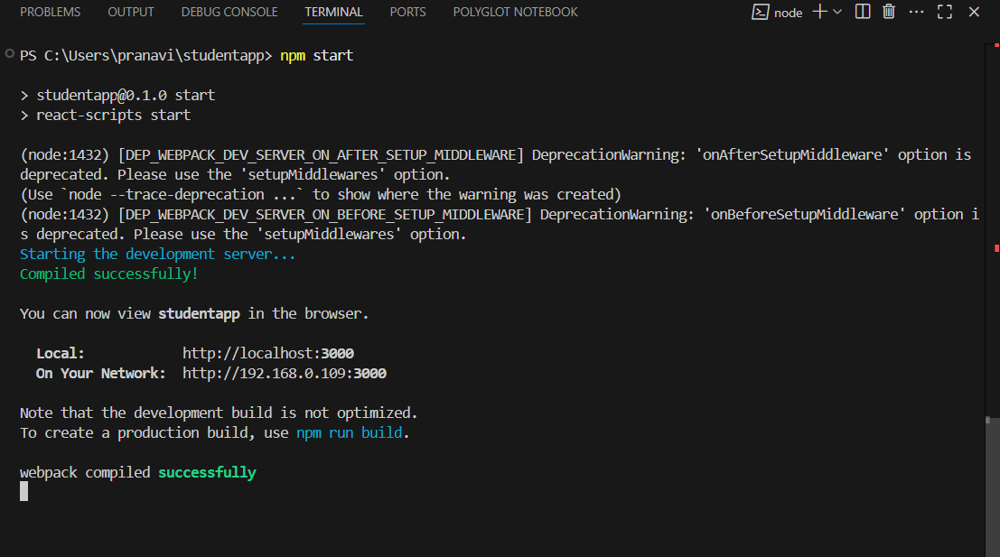 PROBLEMS OUTPUT DEBUG CONSOLE TERMINAL PORTS POLYGLOT NOTEBOOK node
PS C:\Users\pranavi\studentapp> npm start
> studentapp@0.1.0 start
> react-scripts start
(node:1432) [DEP_WEBPACK_DEV_SERVER_ON_AFTER_SETUP_MIDDLEWARE] DeprecationWarning: 'onAfterSetupMiddleware' option is
deprecated. Please use the 'setupMiddlewares' option.
(Use `node --trace-deprecation ...` to show where the warning was created)
(node:1432) [DEP_WEBPACK_DEV_SERVER_ON_BEFORE_SETUP_MIDDLEWARE] DeprecationWarning: 'onBeforeSetupMiddleware' option i
s deprecated. Please use the 'setupMiddlewares' option.
Starting the development server...
Compiled successfully!
You can now view studentapp in the browser.
Local: http://localhost:3000
On Your Network: http://192.168.0.109:3000
Note that the development build is not optimized.
To create a production build, use npm run build.
webpack compiled successfully